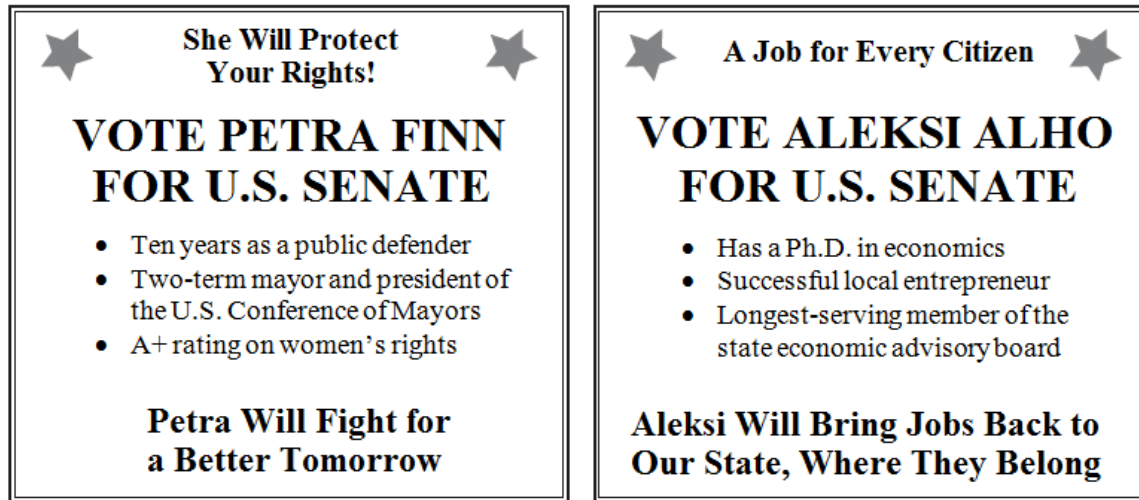 She Will Protect
Your Rights!
VOTE PETRA FINN
FOR U.S. SENATE
• Ten years as a public defender
• Two-term mayor and president of
the U.S. Conference of Mayors
• A+ rating on women's rights
Petra Will Fight for
a Better Tomorrow
A Job for Every Citizen
VOTE ALEKSI ALHO
FOR U.S. SENATE
• Has a Ph.D. in economics
• Successful local entrepreneur
• Longest-serving member of the
state economic advisory board
Aleksi Will Bring Jobs Back to
Our State, Where They Belong